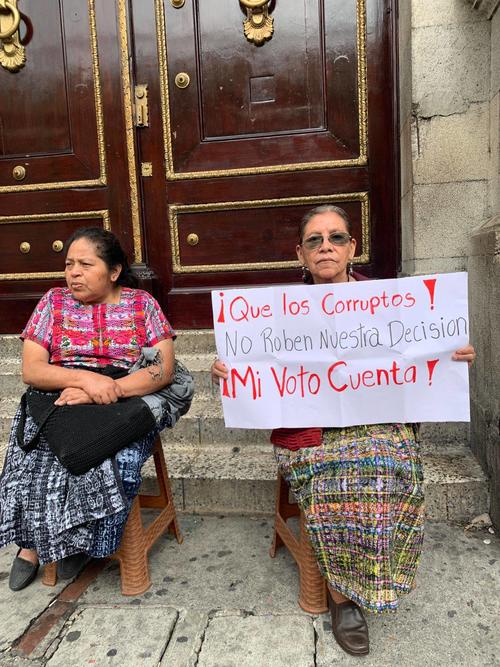 ¡Que los Corruptos!
No Roben Nuestra Decision
¡Mi Voto Cuenta!